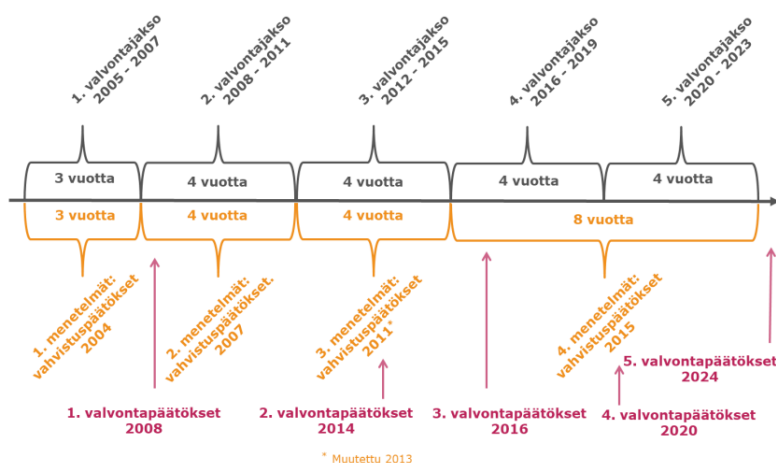 1. valvontajakso
2005 - 2007
2. valvontajakso
2008 - 2011
3. valvontajakso
2012 - 2015
4. valvontajakso
2016 - 2019
5. valvontajakso
2020 - 2023
3 vuotta
4 vuotta
4 vuotta
4 vuotta
4 vuotta
3 vuotta
4 vuotta
4 vuotta
8 vuotta
1. menetelmät:
vahvistuspäätökset
2004
2. menetelmät:
vahvistuspäätökset.
2007
3. menetelmät:
vahvistuspäätökset
2011*
4. menetelmät:
vahvistuspäätökset
2015
5. valvontapäätökset
2024
1. valvontapäätökset
2008
2. valvontapäätökset
2014
3. valvontapäätökset
2016
4. valvontapäätökset
2020
* Muutettu 2013